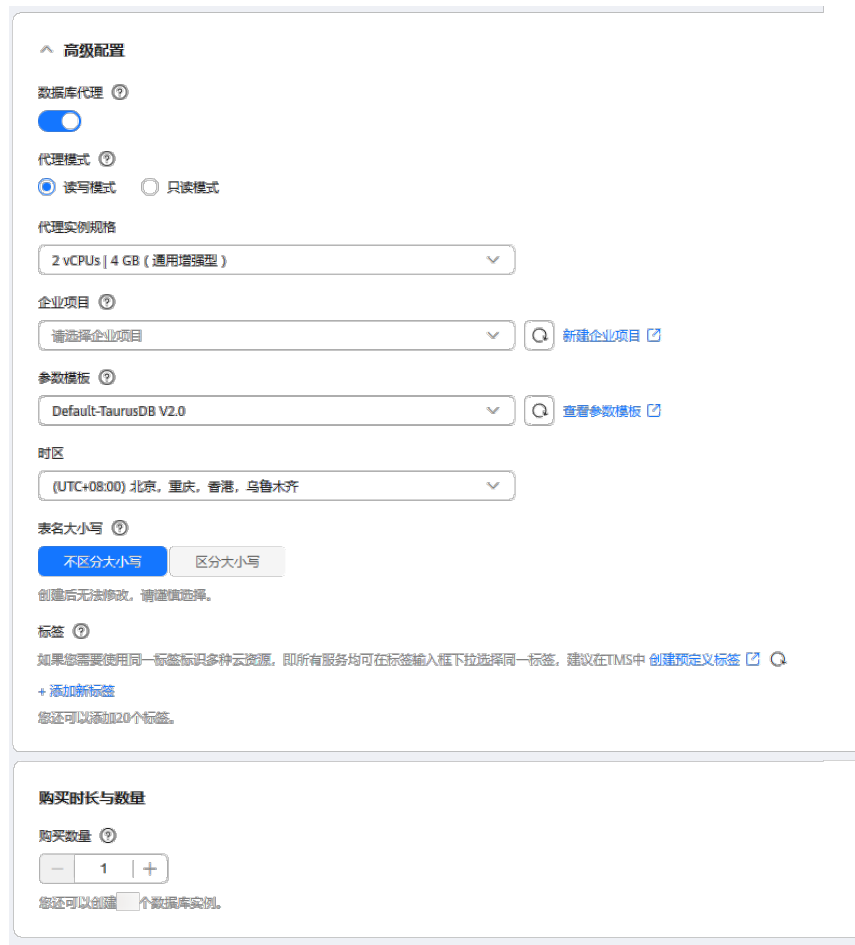 高级配置
数据库代理
代理模式
读写模式 只读模式
代理实例规格
2 vCPUs | 4 GB ( 通用增强型 )
企业项目
请选择企业项目 新建企业项目
参数模板
Default-TaurusDB V2.0 查看参数模板
时区
(UTC+08:00) 北京，重庆，香港，乌鲁木齐
表名大小写
不区分大小写 区分大小写
创建后无法修改，请谨慎选择。
标签
如果您需要使用同一标签标识多种云资源，即所有服务均可在标签输入框下拉选择同一标签，建议在TMS中 创建预定义标签
+ 添加新标签
您还可以添加20个标签。
购买时长与数量
购买数量
1
您还可以创建 个数据库实例。